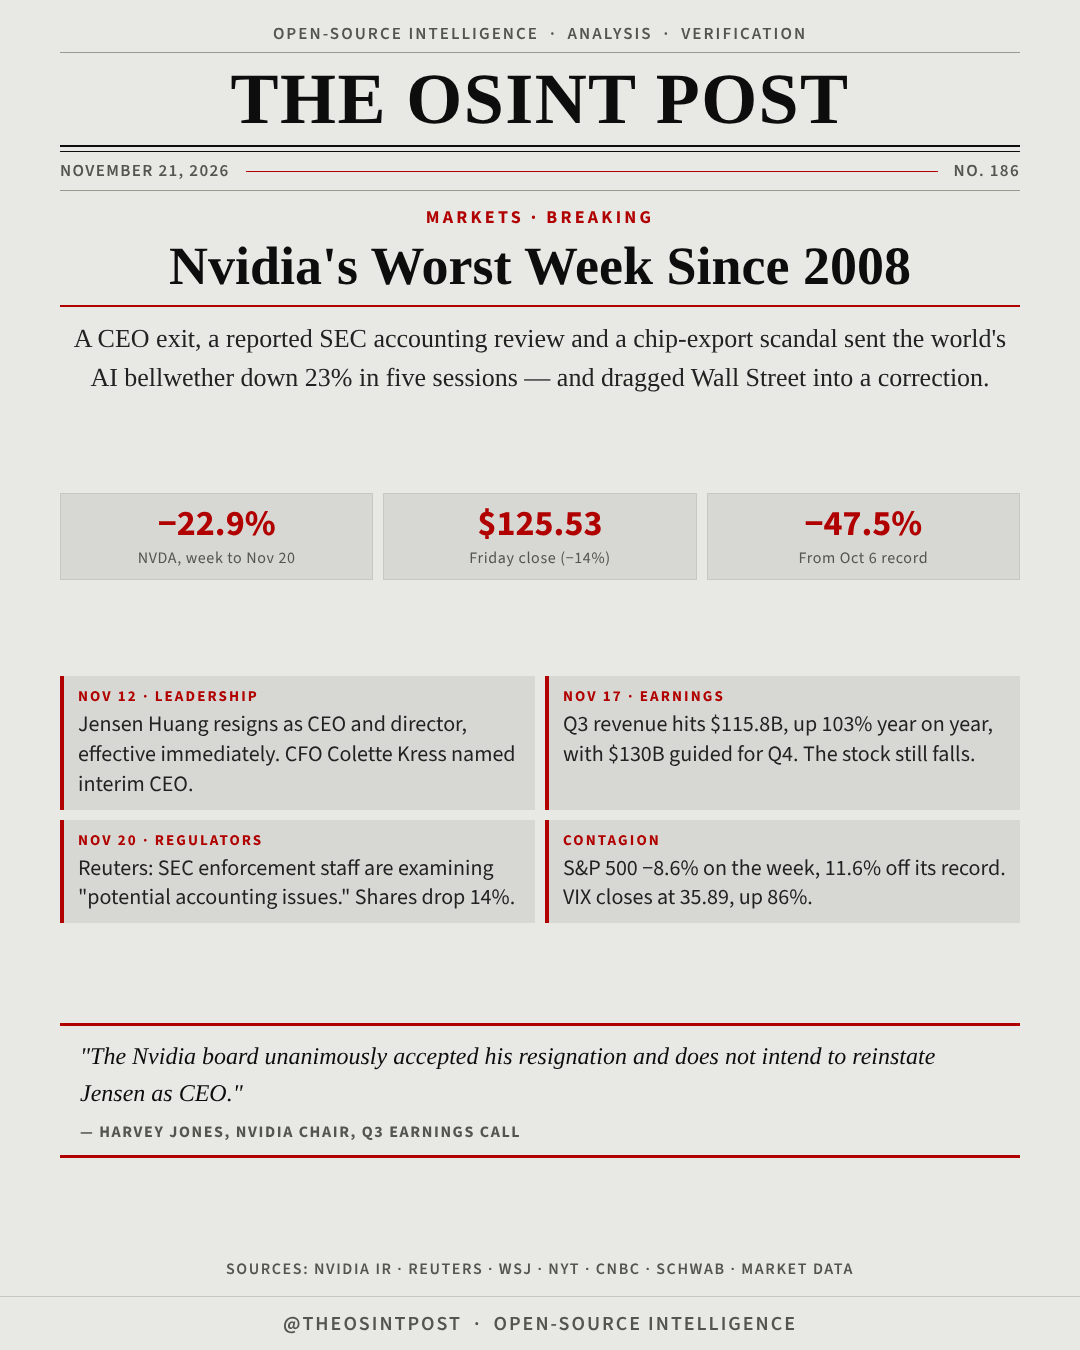 OPEN-SOURCE INTELLIGENCE · ANALYSIS · VERIFICATION
THE OSINT POST
NOVEMBER 21, 2026
NO. 186
MARKETS · BREAKING
Nvidia's Worst Week Since 2008
A CEO exit, a reported SEC accounting review and a chip-export scandal sent the world's
AI bellwether down 23% in five sessions — and dragged Wall Street into a correction.
−22.9%
NVDA, week to Nov 20
$125.53
Friday close (−14%)
−47.5%
From Oct 6 record
NOV 12 · LEADERSHIP
Jensen Huang resigns as CEO and director,
effective immediately. CFO Colette Kress named
interim CEO.
NOV 17 · EARNINGS
Q3 revenue hits $115.8B, up 103% year on year,
with $130B guided for Q4. The stock still falls.
NOV 20 · REGULATORS
Reuters: SEC enforcement staff are examining
"potential accounting issues." Shares drop 14%.
CONTAGION
S&P 500 −8.6% on the week, 11.6% off its record.
VIX closes at 35.89, up 86%.
"The Nvidia board unanimously accepted his resignation and does not intend to reinstate
Jensen as CEO."
— HARVEY JONES, NVIDIA CHAIR, Q3 EARNINGS CALL
SOURCES: NVIDIA IR · REUTERS · WSJ · NYT · CNBC · SCHWAB · MARKET DATA
@THEOSINTPOST · OPEN-SOURCE INTELLIGENCE